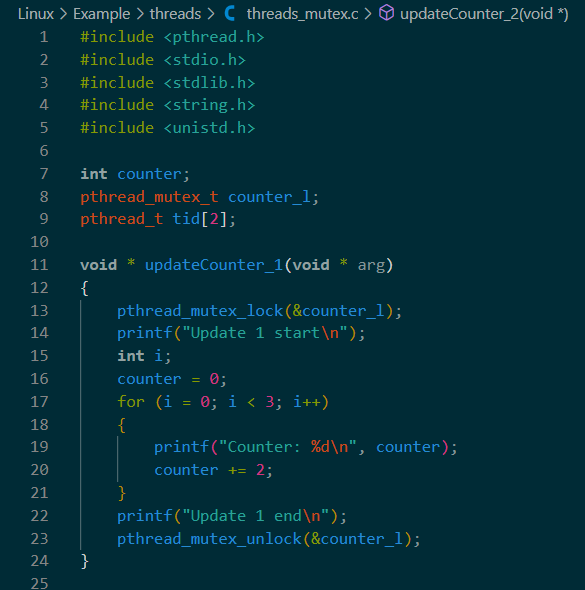 Linux > Example > threads > C threads_mutex.c > updateCounter_2(void *)
1 #include <pthread.h>
2 #include <stdio.h>
3 #include <stdlib.h>
4 #include <string.h>
5 #include <unistd.h>
6
7 int counter;
8 pthread_mutex_t counter_l;
9 pthread_t tid[2];
10
11 void * updateCounter_1(void * arg)
12 {
13     pthread_mutex_lock(&counter_l);
14     printf("Update 1 start\n");
15     int i;
16     counter = 0;
17     for (i = 0; i < 3; i++)
18     {
19         printf("Counter: %d\n", counter);
20         counter += 2;
21     }
22     printf("Update 1 end\n");
23     pthread_mutex_unlock(&counter_l);
24 }
25